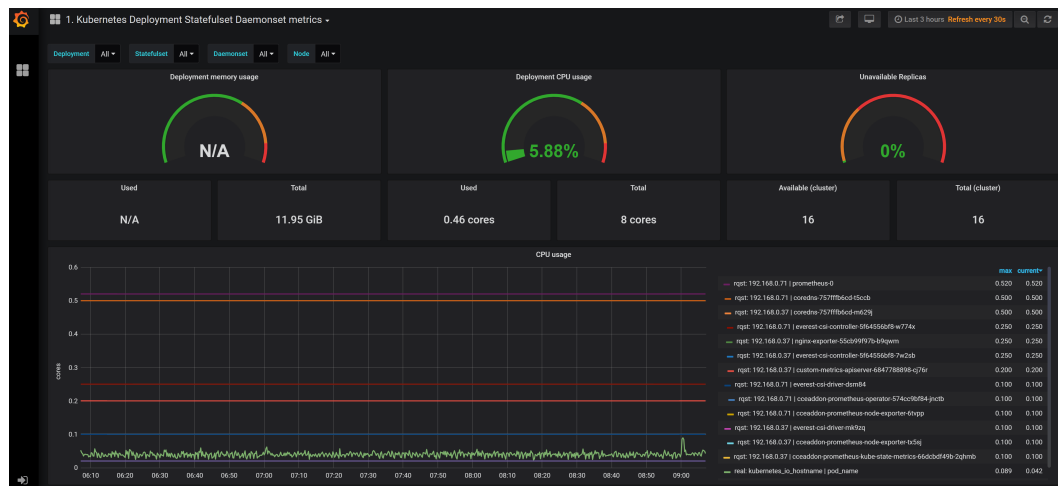 1. Kubernetes Deployment Statefulset Daemonset metrics
Last 3 hours Refresh every 30s
Deployment All Statefulset All Daemonset All Node All
Deployment memory usage
N/A
Deployment CPU usage
5.88%
Unavailable Replicas
0%
Used
N/A
Total
11.95 GiB
Used
0.46 cores
Total
8 cores
Available (cluster)
16
Total (cluster)
16
CPU usage
cores
0.6
0.5
0.4
0.3
0.2
0.1
0
06:10 06:20 06:30 06:40 06:50 07:00 07:10 07:20 07:30 07:40 07:50 08:00 08:10 08:20 08:30 08:40 08:50 09:00
max current
rqst: 192.168.0.71 | prometheus-0 0.520 0.520
rqst: 192.168.0.71 | coredns-757fffb6cd-t5ccb 0.500 0.500
rqst: 192.168.0.37 | coredns-757fffb6cd-m629j 0.500 0.500
rqst: 192.168.0.71 | everest-csi-controller-5f64556bf8-w774x 0.250 0.250
rqst: 192.168.0.37 | nginx-exporter-55cb99f97b-b9qwm 0.250 0.250
rqst: 192.168.0.37 | everest-csi-controller-5f64556bf8-7w2sb 0.250 0.250
rqst: 192.168.0.37 | custom-metrics-apiserver-6847788898-cj76r 0.200 0.200
rqst: 192.168.0.71 | everest-csi-driver-dsm84 0.100 0.100
rqst: 192.168.0.71 | cceaddon-prometheus-operator-574cc9bf84-jnctb 0.100 0.100
rqst: 192.168.0.71 | cceaddon-prometheus-node-exporter-6tvpp 0.100 0.100
rqst: 192.168.0.37 | everest-csi-driver-mk9zq 0.100 0.100
rqst: 192.168.0.37 | cceaddon-prometheus-node-exporter-tx5sj 0.100 0.100
rqst: 192.168.0.37 | cceaddon-prometheus-kube-state-metrics-66dcbdf49b-2qhmb 0.100 0.100
real: kubernetes_io_hostname | pod_name 0.089 0.042